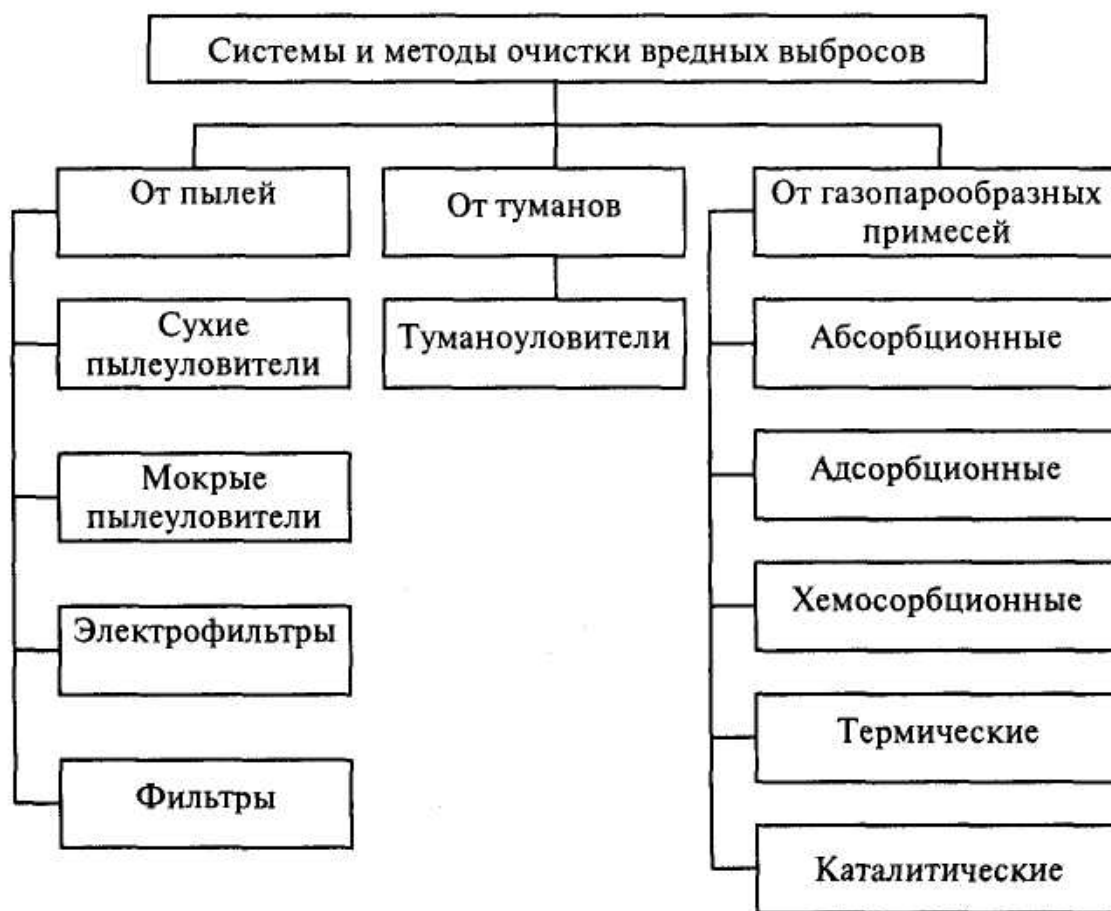 Системы и методы очистки вредных выбросов
От пылей
Сухие
пылеуловители
Мокрые
пылеуловители
Электрофильтры
Фильтры
От туманов
Туманоуловители
От газопарообразных
примесей
Абсорбционные
Адсорбционные
Хемосорбционные
Термические
Каталитические